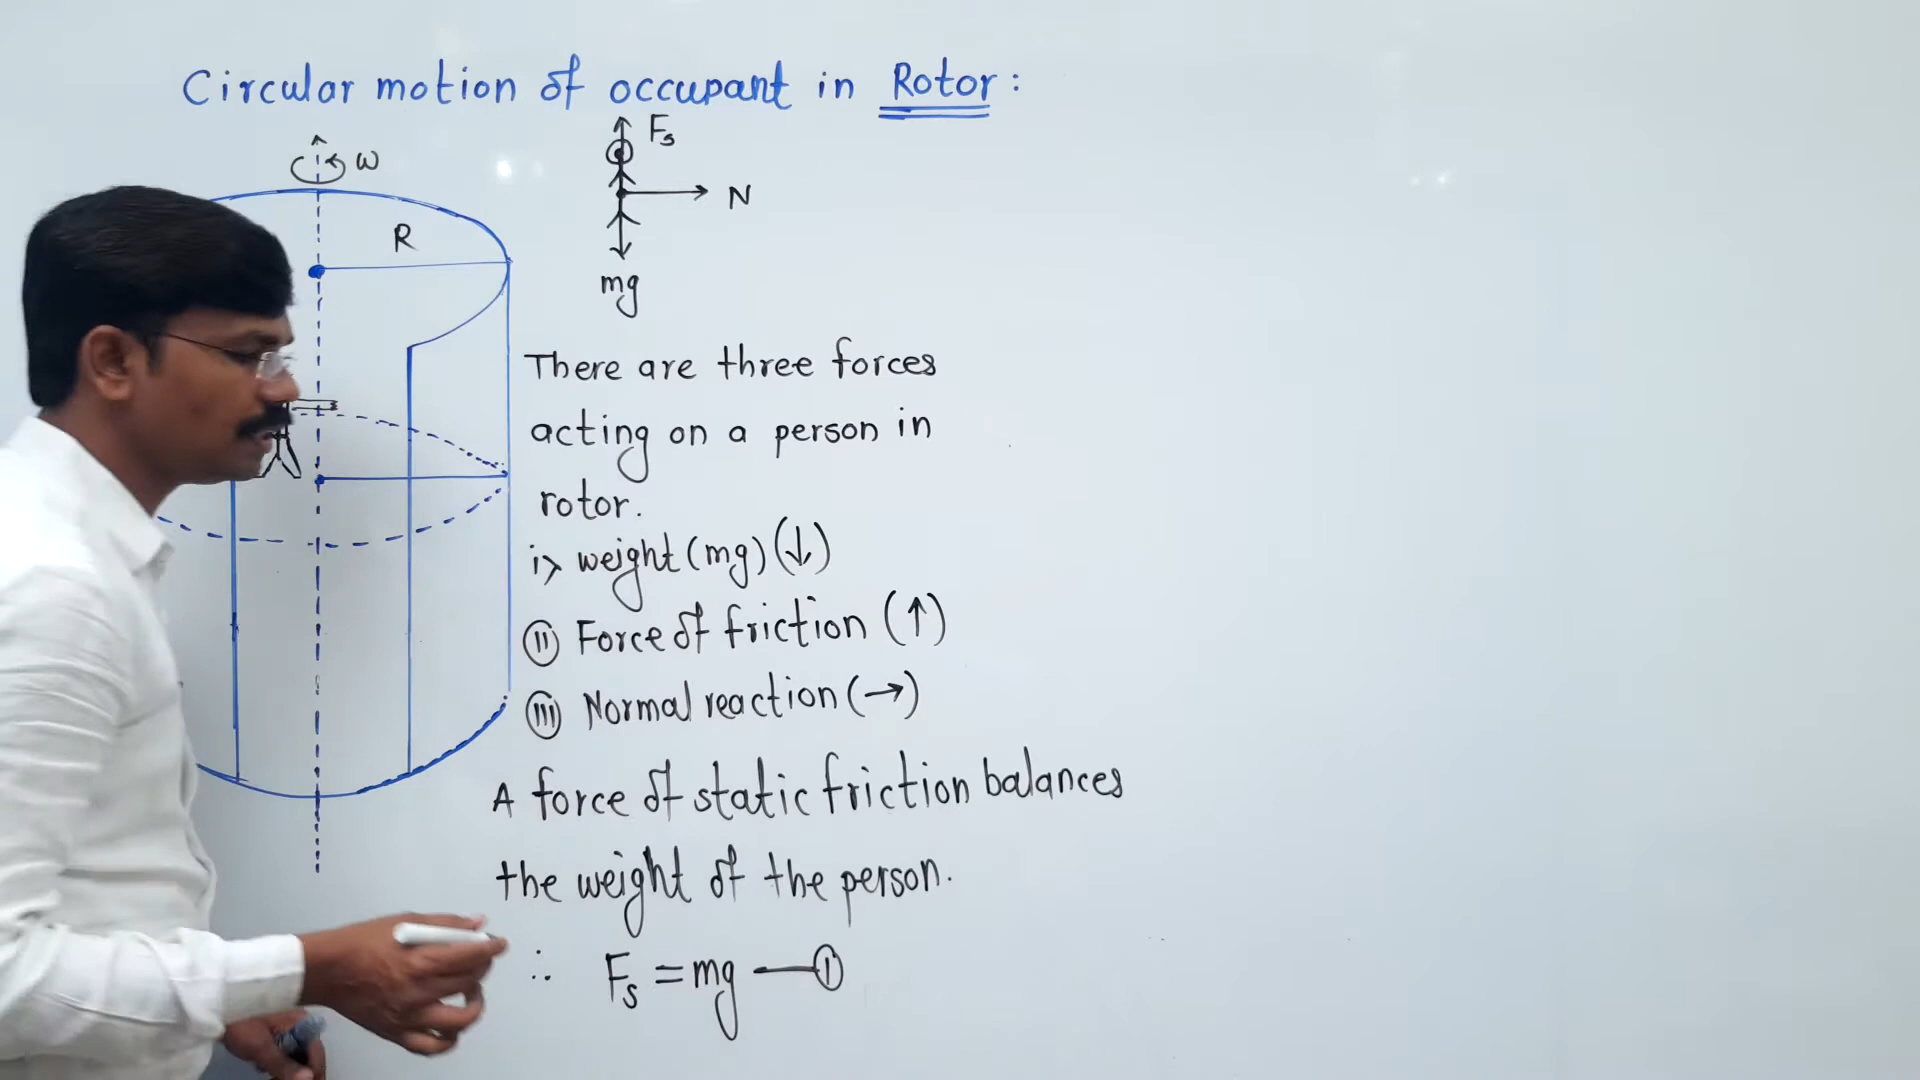 Circular motion of occupant in Rotor:
ω
R
Fs
N
mg
There are three forces
acting on a person in
rotor.
i> weight (mg) (↓)
(ii) Force of friction (↑)
(iii) Normal reaction (→)
A force of static friction balances
the weight of the person.
∴ Fs = mg — (1)